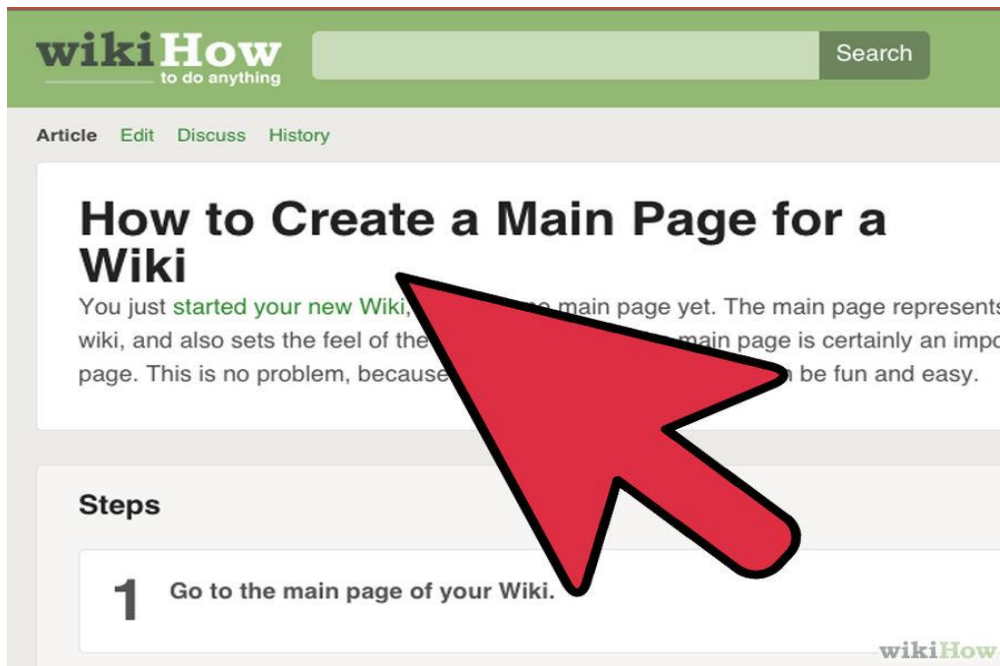 wikiHow
to do anything
Search
Article Edit Discuss History
How to Create a Main Page for a
Wiki
You just started your new Wiki, main page yet. The main page represents
wiki, and also sets the feel of the main page is certainly an
page. This is no problem, because be fun and easy.
Steps
1 Go to the main page of your Wiki.
wikiHow